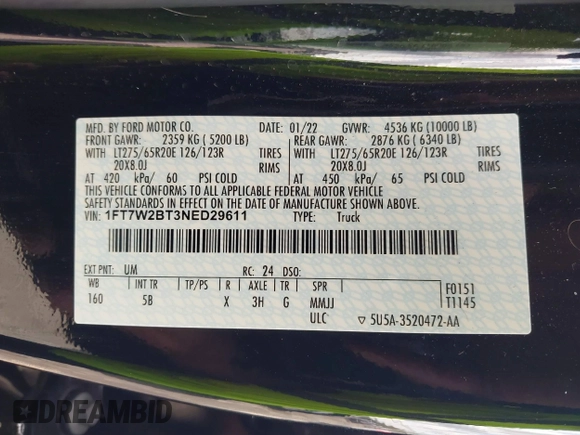 MFD. BY FORD MOTOR CO. DATE: 01/22 GVWR: 4536 KG (10000 LB)
FRONT GAWR: 2359 KG ( 5200 LB) REAR GAWR: 2876 KG ( 6340 LB)
WITH LT275/65R20E 126/123R TIRES WITH LT275/65R20E 126/123R TIRES
20X8.0J RIMS 20X8.0J RIMS
AT 420 kPa/ 60 PSI COLD AT 450 kPa/ 65 PSI COLD
THIS VEHICLE CONFORMS TO ALL APPLICABLE FEDERAL MOTOR VEHICLE
SAFETY STANDARDS IN EFFECT ON THE DATE OF MANUFACTURE SHOWN ABOVE.
VIN: 1FT7W2BT3NED29611 TYPE: Truck
EXT PNT: UM RC: 24 DSO:
WB INT TR TP/PS R AXLE TR SPR F0151
160 5B X 3H G MMJJ T1145
ULC ▽ 5U5A-3520472-AA
DREAMBID